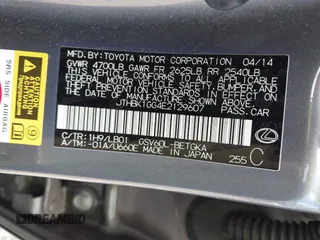 MFD. BY: TOYOTA MOTOR CORPORATION 04/14
GVWR 4700LB GAWR FR 2625LB RR 2540LB
THIS VEHICLE CONFORMS TO ALL APPLICABLE
FEDERAL MOTOR VEHICLE SAFETY, BUMPER, AND
THEFT PREVENTION STANDARDS IN EFFECT ON
THE DATE OF MANUFACTURE SHOWN ABOVE.
PASS. CAR
C/TR: 1H9/LB01 GSV60L-BETGKA
A/TM: -01A/U660E MADE IN JAPAN
255 C
SRS SIDE AIRBAG
DREAMBID